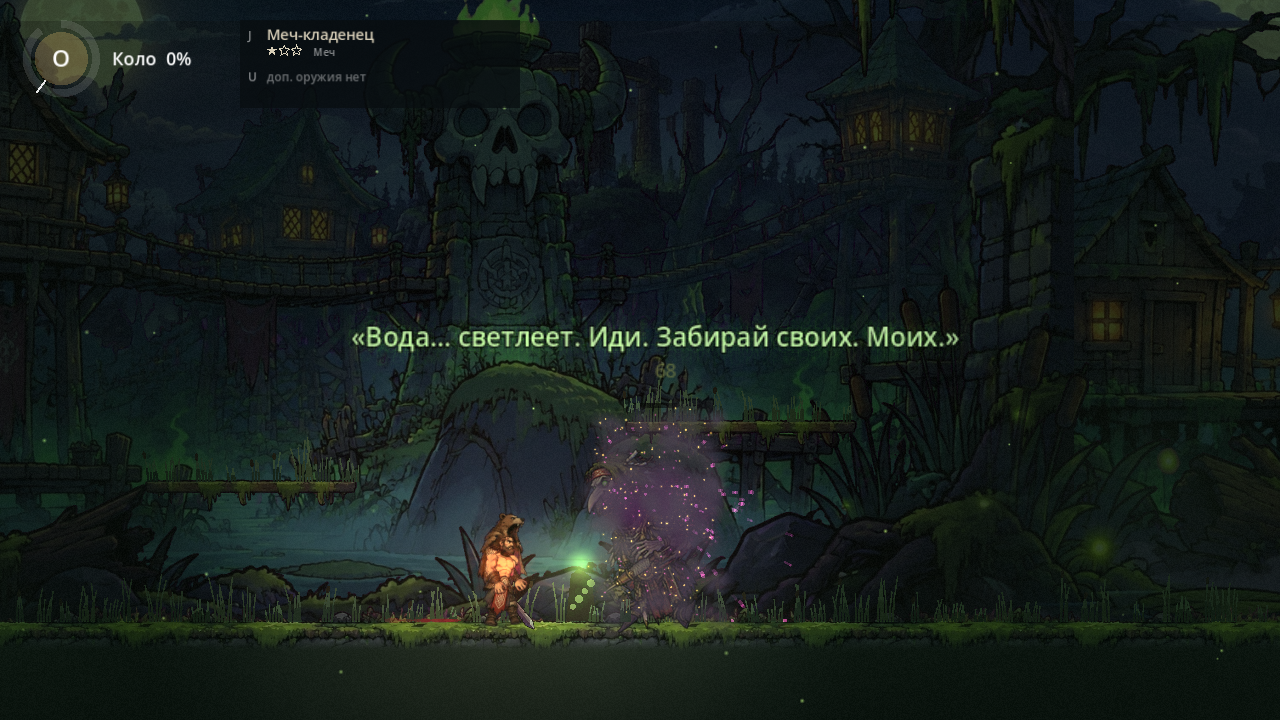 О
Коло 0%
J Меч-кладенец
★☆☆ Меч
U доп. оружия нет
«Вода... светлеет. Иди. Забирай своих. Моих.»
68